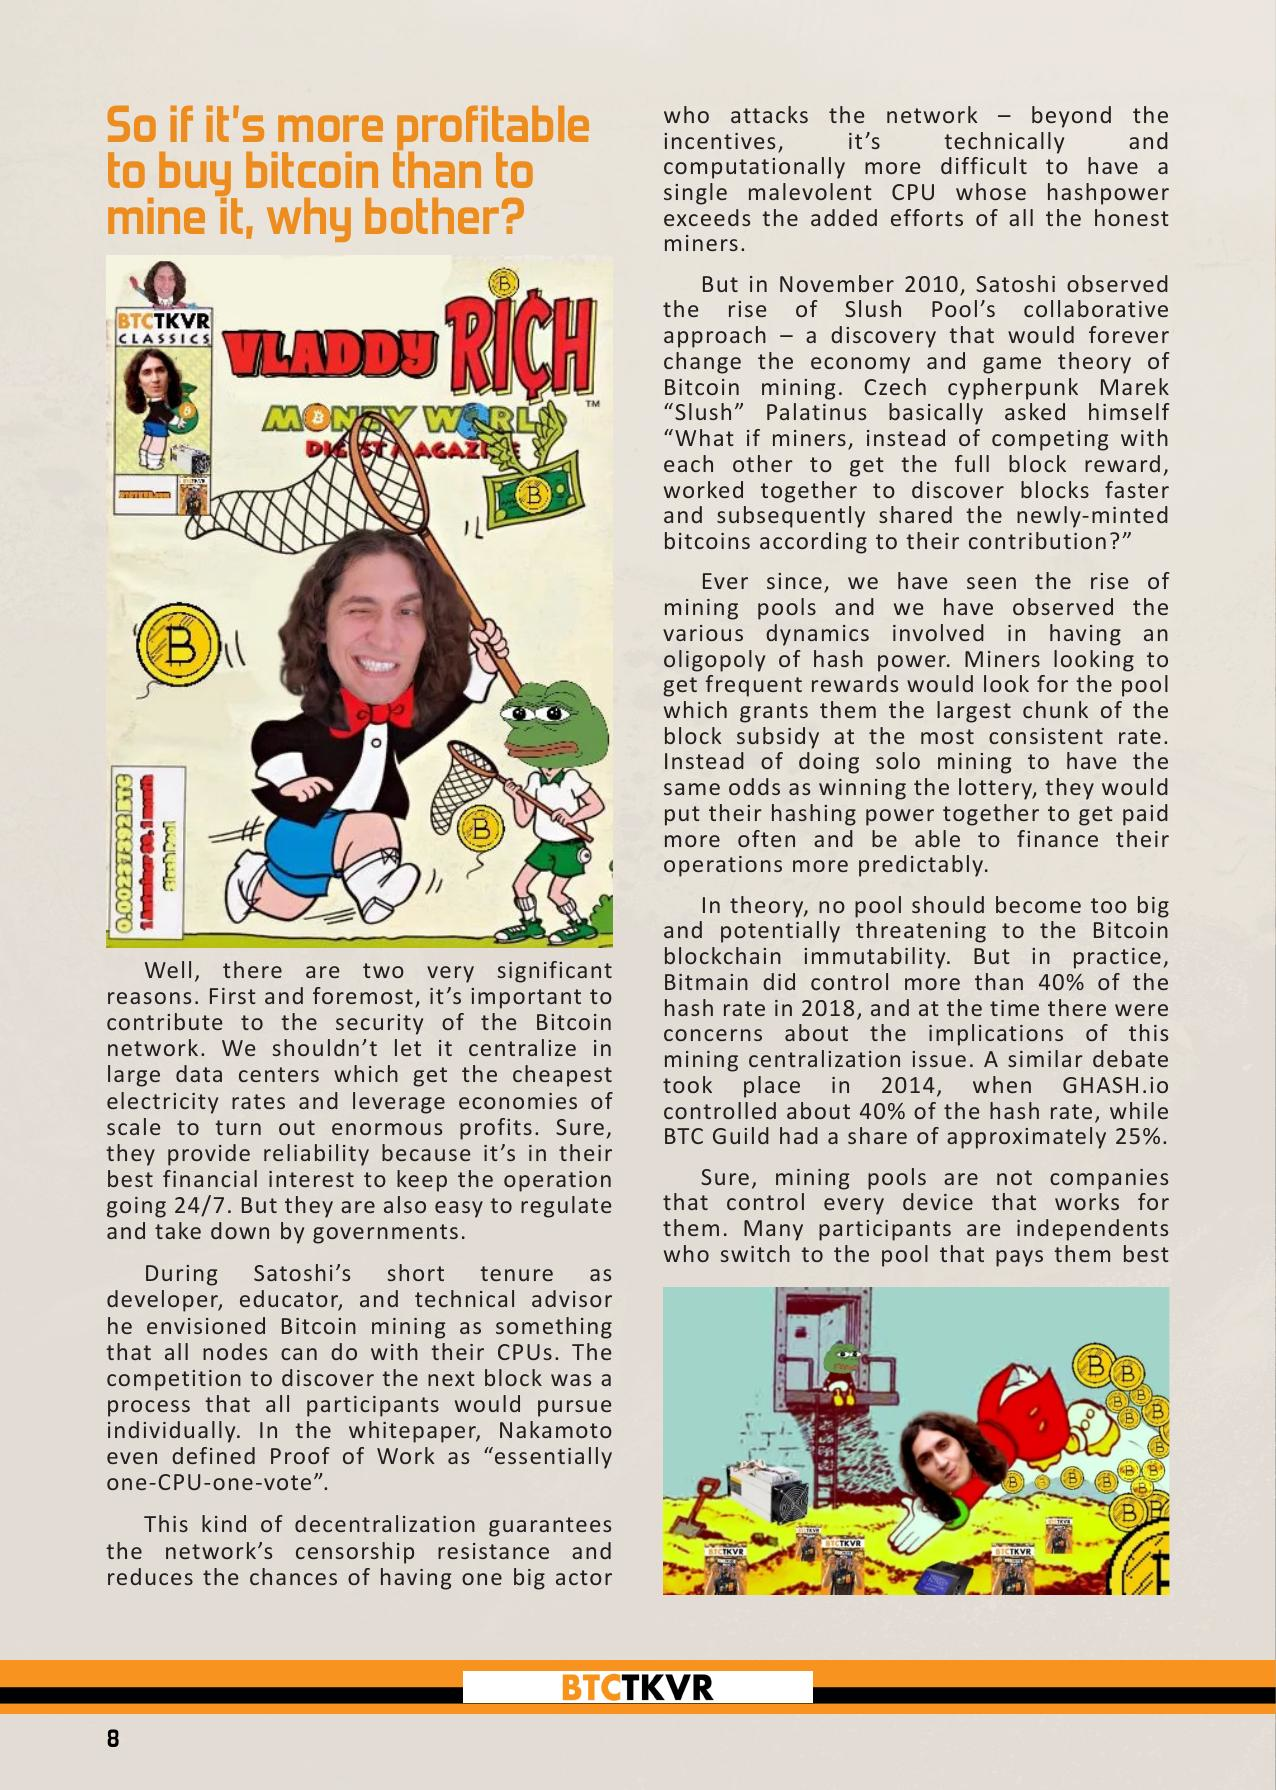 So if it's more profitable
to buy bitcoin than to
mine it, why bother?
BTCTKVR
CLASSICS
VLADDY RI¢H
™
MONEY WORLD
DIGEST MAGAZINE
Well, there are two very significant
reasons. First and foremost, it’s important to
contribute to the security of the Bitcoin
network. We shouldn’t let it centralize in
large data centers which get the cheapest
electricity rates and leverage economies of
scale to turn out enormous profits. Sure,
they provide reliability because it’s in their
best financial interest to keep the operation
going 24/7. But they are also easy to regulate
and take down by governments.
During Satoshi’s short tenure as
developer, educator, and technical advisor
he envisioned Bitcoin mining as something
that all nodes can do with their CPUs. The
competition to discover the next block was a
process that all participants would pursue
individually. In the whitepaper, Nakamoto
even defined Proof of Work as “essentially
one-CPU-one-vote”.
This kind of decentralization guarantees
the network’s censorship resistance and
reduces the chances of having one big actor
who attacks the network – beyond the
incentives, it’s technically and
computationally more difficult to have a
single malevolent CPU whose hashpower
exceeds the added efforts of all the honest
miners.
But in November 2010, Satoshi observed
the rise of Slush Pool’s collaborative
approach – a discovery that would forever
change the economy and game theory of
Bitcoin mining. Czech cypherpunk Marek
“Slush” Palatinus basically asked himself
“What if miners, instead of competing with
each other to get the full block reward,
worked together to discover blocks faster
and subsequently shared the newly-minted
bitcoins according to their contribution?”
Ever since, we have seen the rise of
mining pools and we have observed the
various dynamics involved in having an
oligopoly of hash power. Miners looking to
get frequent rewards would look for the pool
which grants them the largest chunk of the
block subsidy at the most consistent rate.
Instead of doing solo mining to have the
same odds as winning the lottery, they would
put their hashing power together to get paid
more often and be able to finance their
operations more predictably.
In theory, no pool should become too big
and potentially threatening to the Bitcoin
blockchain immutability. But in practice,
Bitmain did control more than 40% of the
hash rate in 2018, and at the time there were
concerns about the implications of this
mining centralization issue. A similar debate
took place in 2014, when GHASH.io
controlled about 40% of the hash rate, while
BTC Guild had a share of approximately 25%.
Sure, mining pools are not companies
that control every device that works for
them. Many participants are independents
who switch to the pool that pays them best
BTCTKVR
BTCTKVR
BTCTKVR
BTCTKVR
8